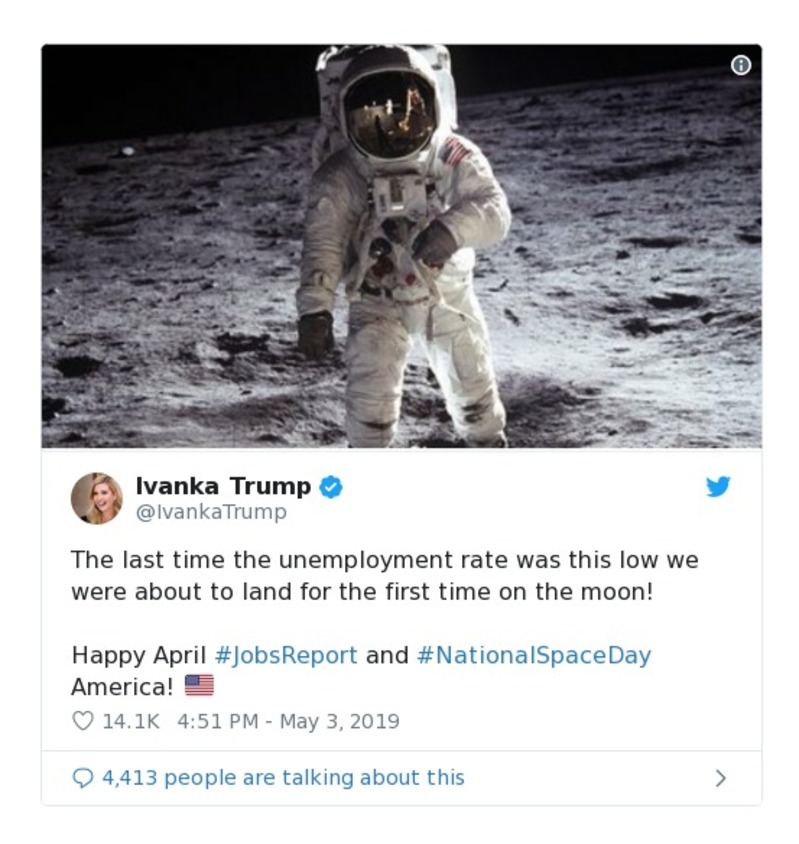 Ivanka Trump
@IvankaTrump
The last time the unemployment rate was this low we
were about to land for the first time on the moon!
Happy April #JobsReport and #NationalSpaceDay
America! 🇺🇸
14.1K 4:51 PM - May 3, 2019
4,413 people are talking about this